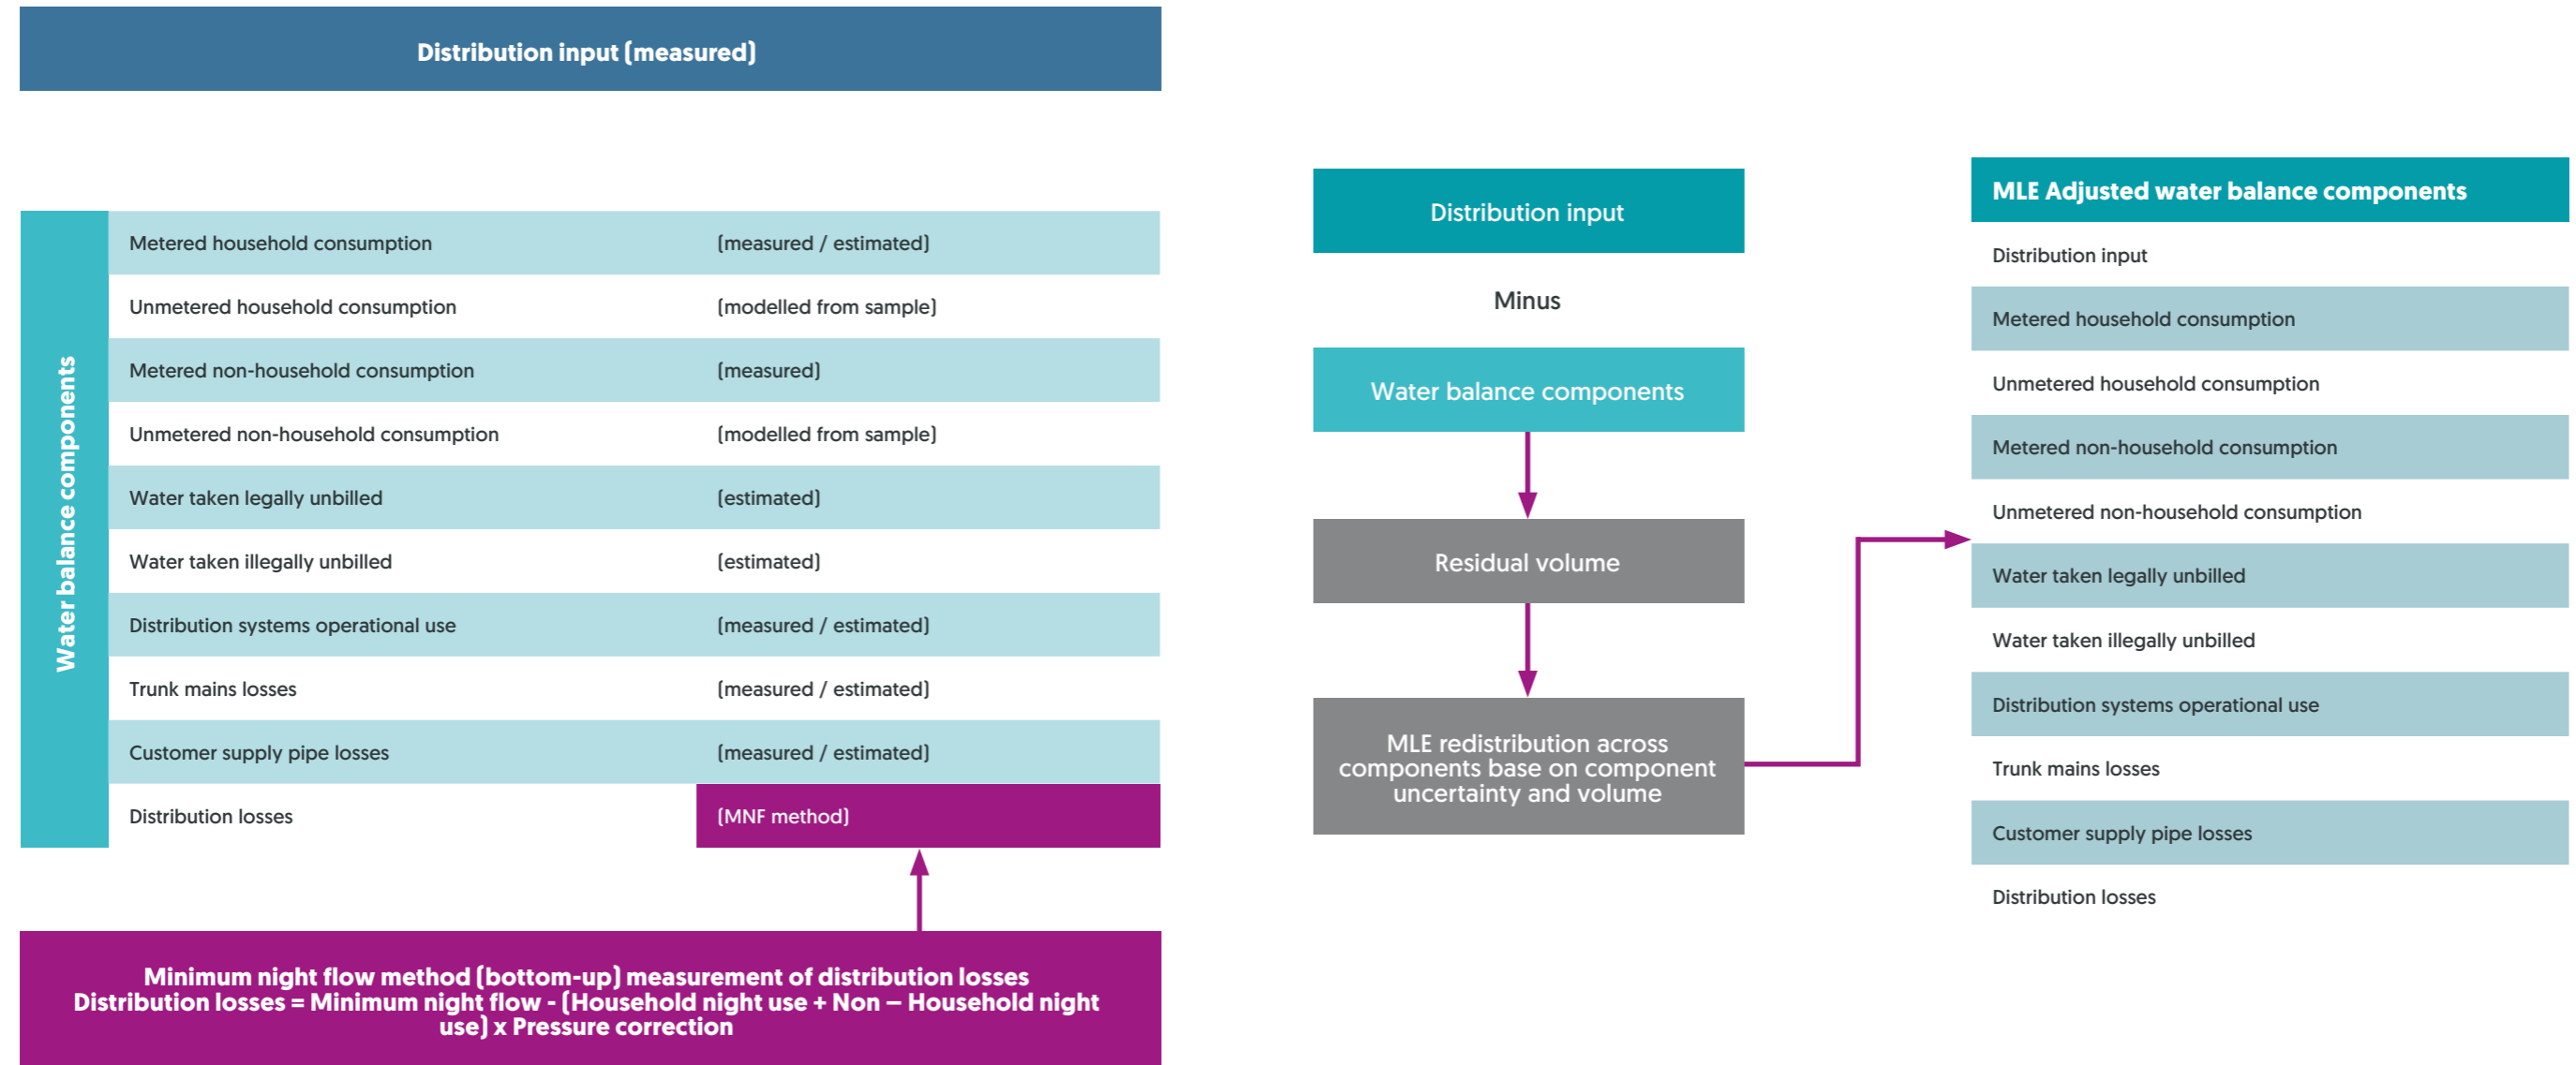 Distribution input (measured)
Water balance components
Metered household consumption (measured / estimated)
Unmetered household consumption (modelled from sample)
Metered non-household consumption (measured)
Unmetered non-household consumption (modelled from sample)
Water taken legally unbilled (estimated)
Water taken illegally unbilled (estimated)
Distribution systems operational use (measured / estimated)
Trunk mains losses (measured / estimated)
Customer supply pipe losses (measured / estimated)
Distribution losses (MNF method)
Minimum night flow method (bottom-up) measurement of distribution losses
Distribution losses = Minimum night flow - (Household night use + Non – Household night
use) x Pressure correction
Distribution input
Minus
Water balance components
Residual volume
MLE redistribution across
components base on component
uncertainty and volume
MLE Adjusted water balance components
Distribution input
Metered household consumption
Unmetered household consumption
Metered non-household consumption
Unmetered non-household consumption
Water taken legally unbilled
Water taken illegally unbilled
Distribution systems operational use
Trunk mains losses
Customer supply pipe losses
Distribution losses